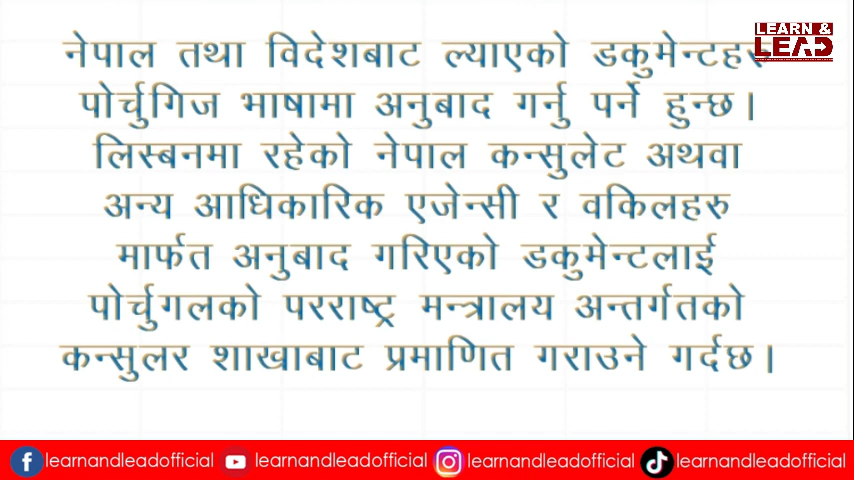 LEARN &
LEAD
नेपाल तथा विदेशबाट ल्याएको डकुमेन्टहरु
पोर्चुगिज भाषामा अनुबाद गर्नु पर्ने हुन्छ।
लिस्बनमा रहेको नेपाल कन्सुलेट अथवा
अन्य आधिकारिक एजेन्सी र वकिलहरु
मार्फत अनुबाद गरिएको डकुमेन्टलाई
पोर्चुगलको परराष्ट्र मन्त्रालय अन्तर्गतको
कन्सुलर शाखाबाट प्रमाणित गराउने गर्दछ।
learnandleadofficial learnandleadofficial learnandleadofficial learnandleadofficial